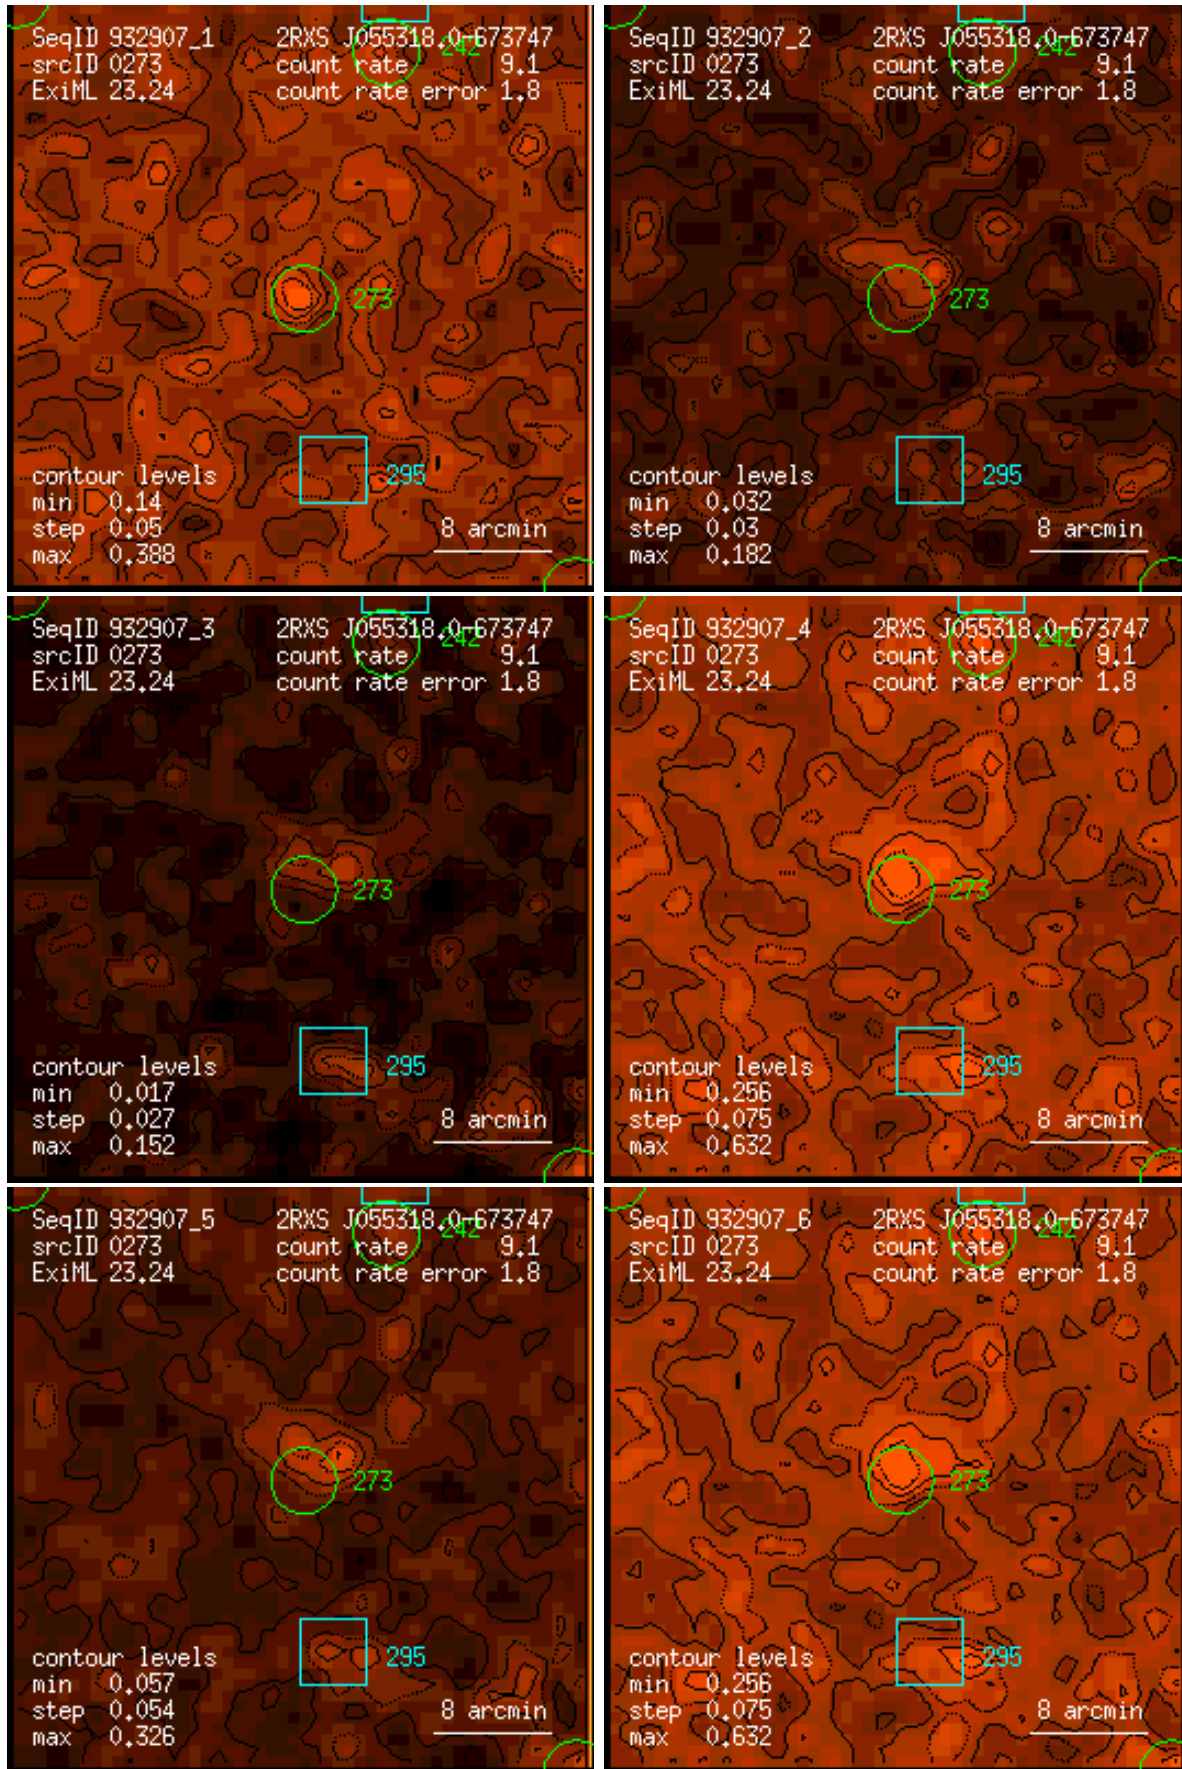 SeqID 932907_1 2RXS J055318.0-673747
srcID 0273 count rate 9.1
ExiML 23.24 count rate error 1.8
242
273
295
contour levels
min 0.14
step 0.05
max 0.388
8 arcmin
SeqID 932907_2 2RXS J055318.0-673747
srcID 0273 count rate 9.1
ExiML 23.24 count rate error 1.8
242
273
295
contour levels
min 0.032
step 0.03
max 0.182
8 arcmin
SeqID 932907_3 2RXS J055318.0-673747
srcID 0273 count rate 9.1
ExiML 23.24 count rate error 1.8
242
273
295
contour levels
min 0.017
step 0.027
max 0.152
8 arcmin
SeqID 932907_4 2RXS J055318.0-673747
srcID 0273 count rate 9.1
ExiML 23.24 count rate error 1.8
242
273
295
contour levels
min 0.256
step 0.075
max 0.632
8 arcmin
SeqID 932907_5 2RXS J055318.0-673747
srcID 0273 count rate 9.1
ExiML 23.24 count rate error 1.8
242
273
295
contour levels
min 0.057
step 0.054
max 0.326
8 arcmin
SeqID 932907_6 2RXS J055318.0-673747
srcID 0273 count rate 9.1
ExiML 23.24 count rate error 1.8
242
273
295
contour levels
min 0.256
step 0.075
max 0.632
8 arcmin